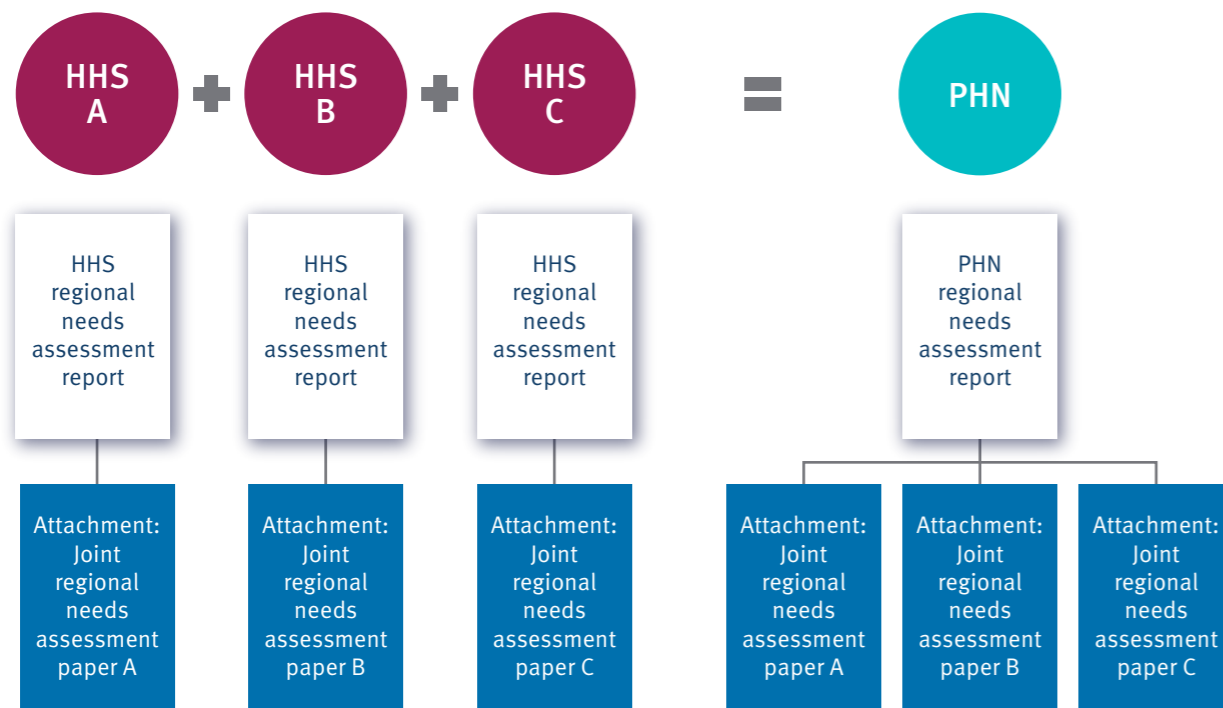 HHS
A
HHS
B
HHS
C
PHN
HHS
regional
needs
assessment
report
HHS
regional
needs
assessment
report
HHS
regional
needs
assessment
report
PHN
regional
needs
assessment
report
Attachment:
Joint
regional
needs
assessment
paper A
Attachment:
Joint
regional
needs
assessment
paper B
Attachment:
Joint
regional
needs
assessment
paper C
Attachment:
Joint
regional
needs
assessment
paper A
Attachment:
Joint
regional
needs
assessment
paper B
Attachment:
Joint
regional
needs
assessment
paper C